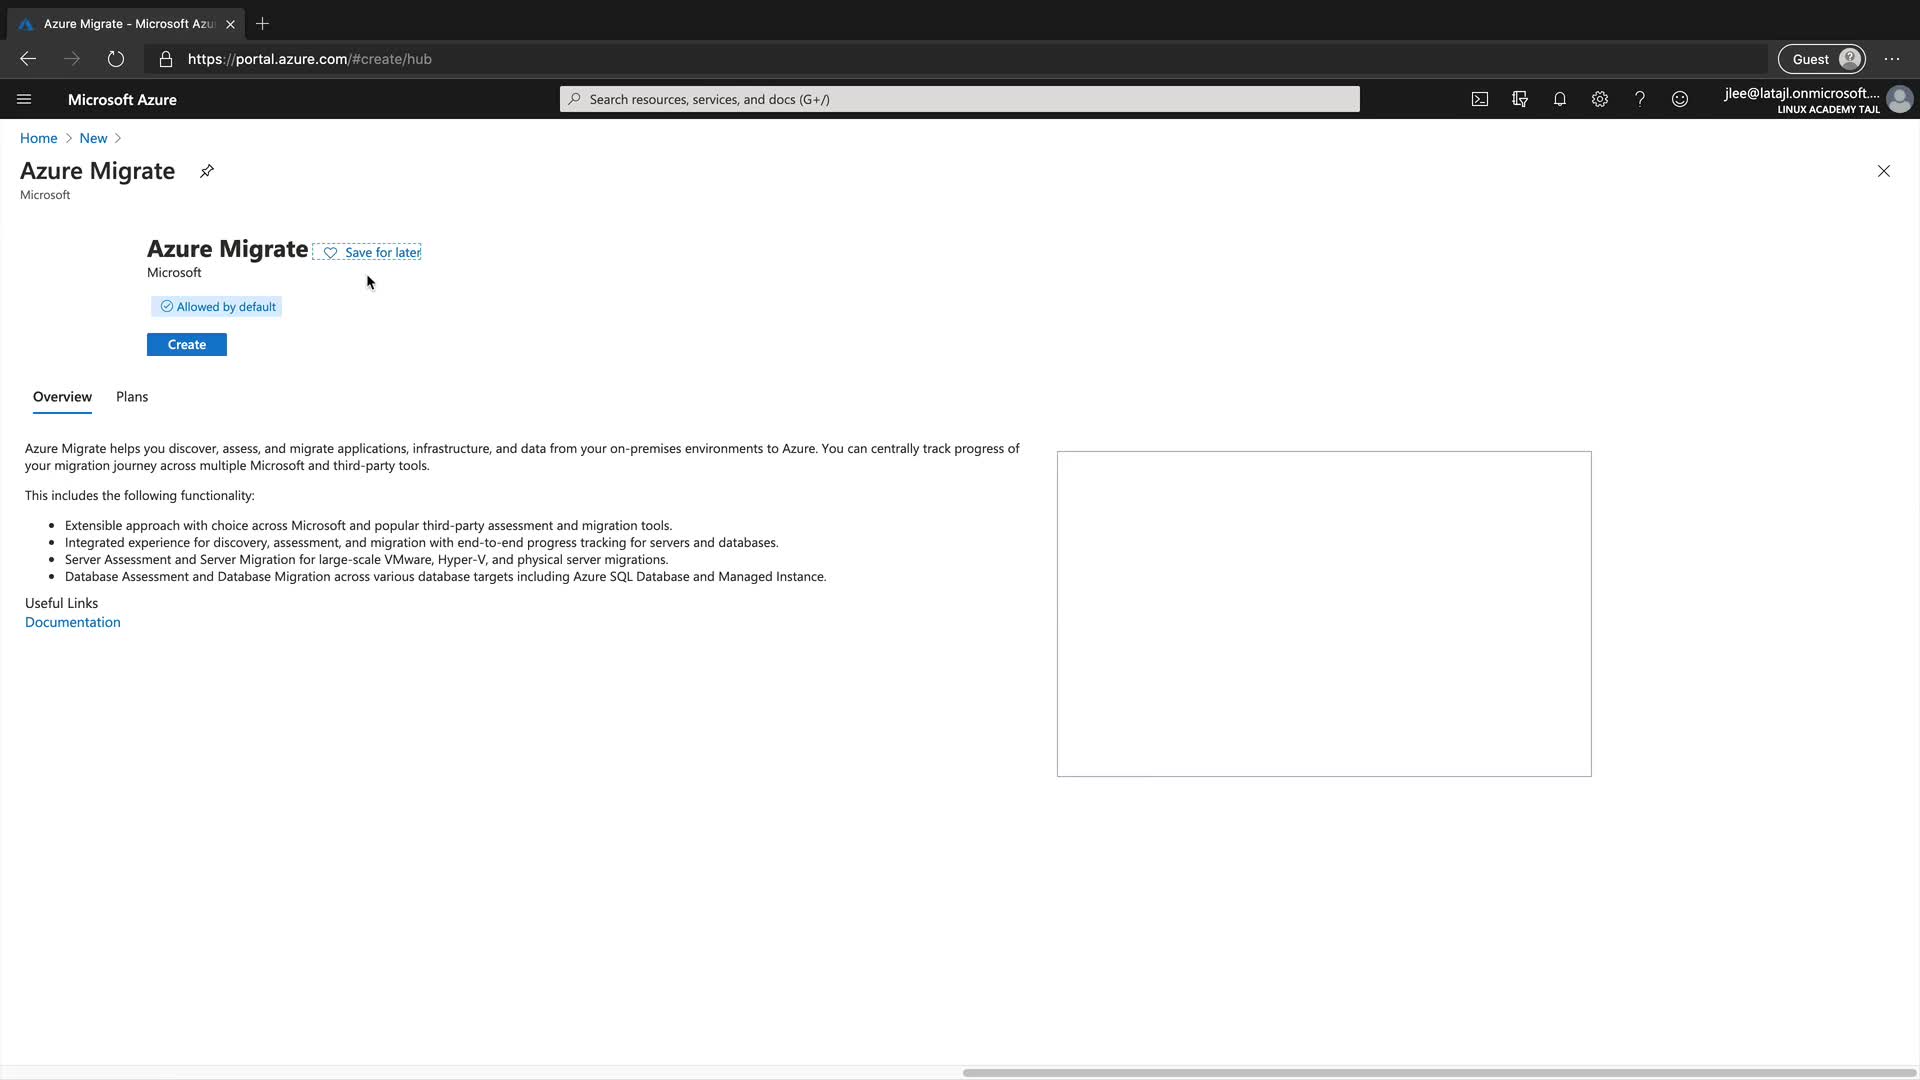 Azure Migrate - Microsoft Azu
https://portal.azure.com/#create/hub
Guest
Microsoft Azure
Search resources, services, and docs (G+/)
jlee@latajl.onmicrosoft....
LINUX ACADEMY TAJL
Home > New >
Azure Migrate
Microsoft
Azure Migrate
Save for later
Microsoft
Allowed by default
Create
Overview
Plans
Azure Migrate helps you discover, assess, and migrate applications, infrastructure, and data from your on-premises environments to Azure. You can centrally track progress of
your migration journey across multiple Microsoft and third-party tools.
This includes the following functionality:
• Extensible approach with choice across Microsoft and popular third-party assessment and migration tools.
• Integrated experience for discovery, assessment, and migration with end-to-end progress tracking for servers and databases.
• Server Assessment and Server Migration for large-scale VMware, Hyper-V, and physical server migrations.
• Database Assessment and Database Migration across various database targets including Azure SQL Database and Managed Instance.
Useful Links
Documentation